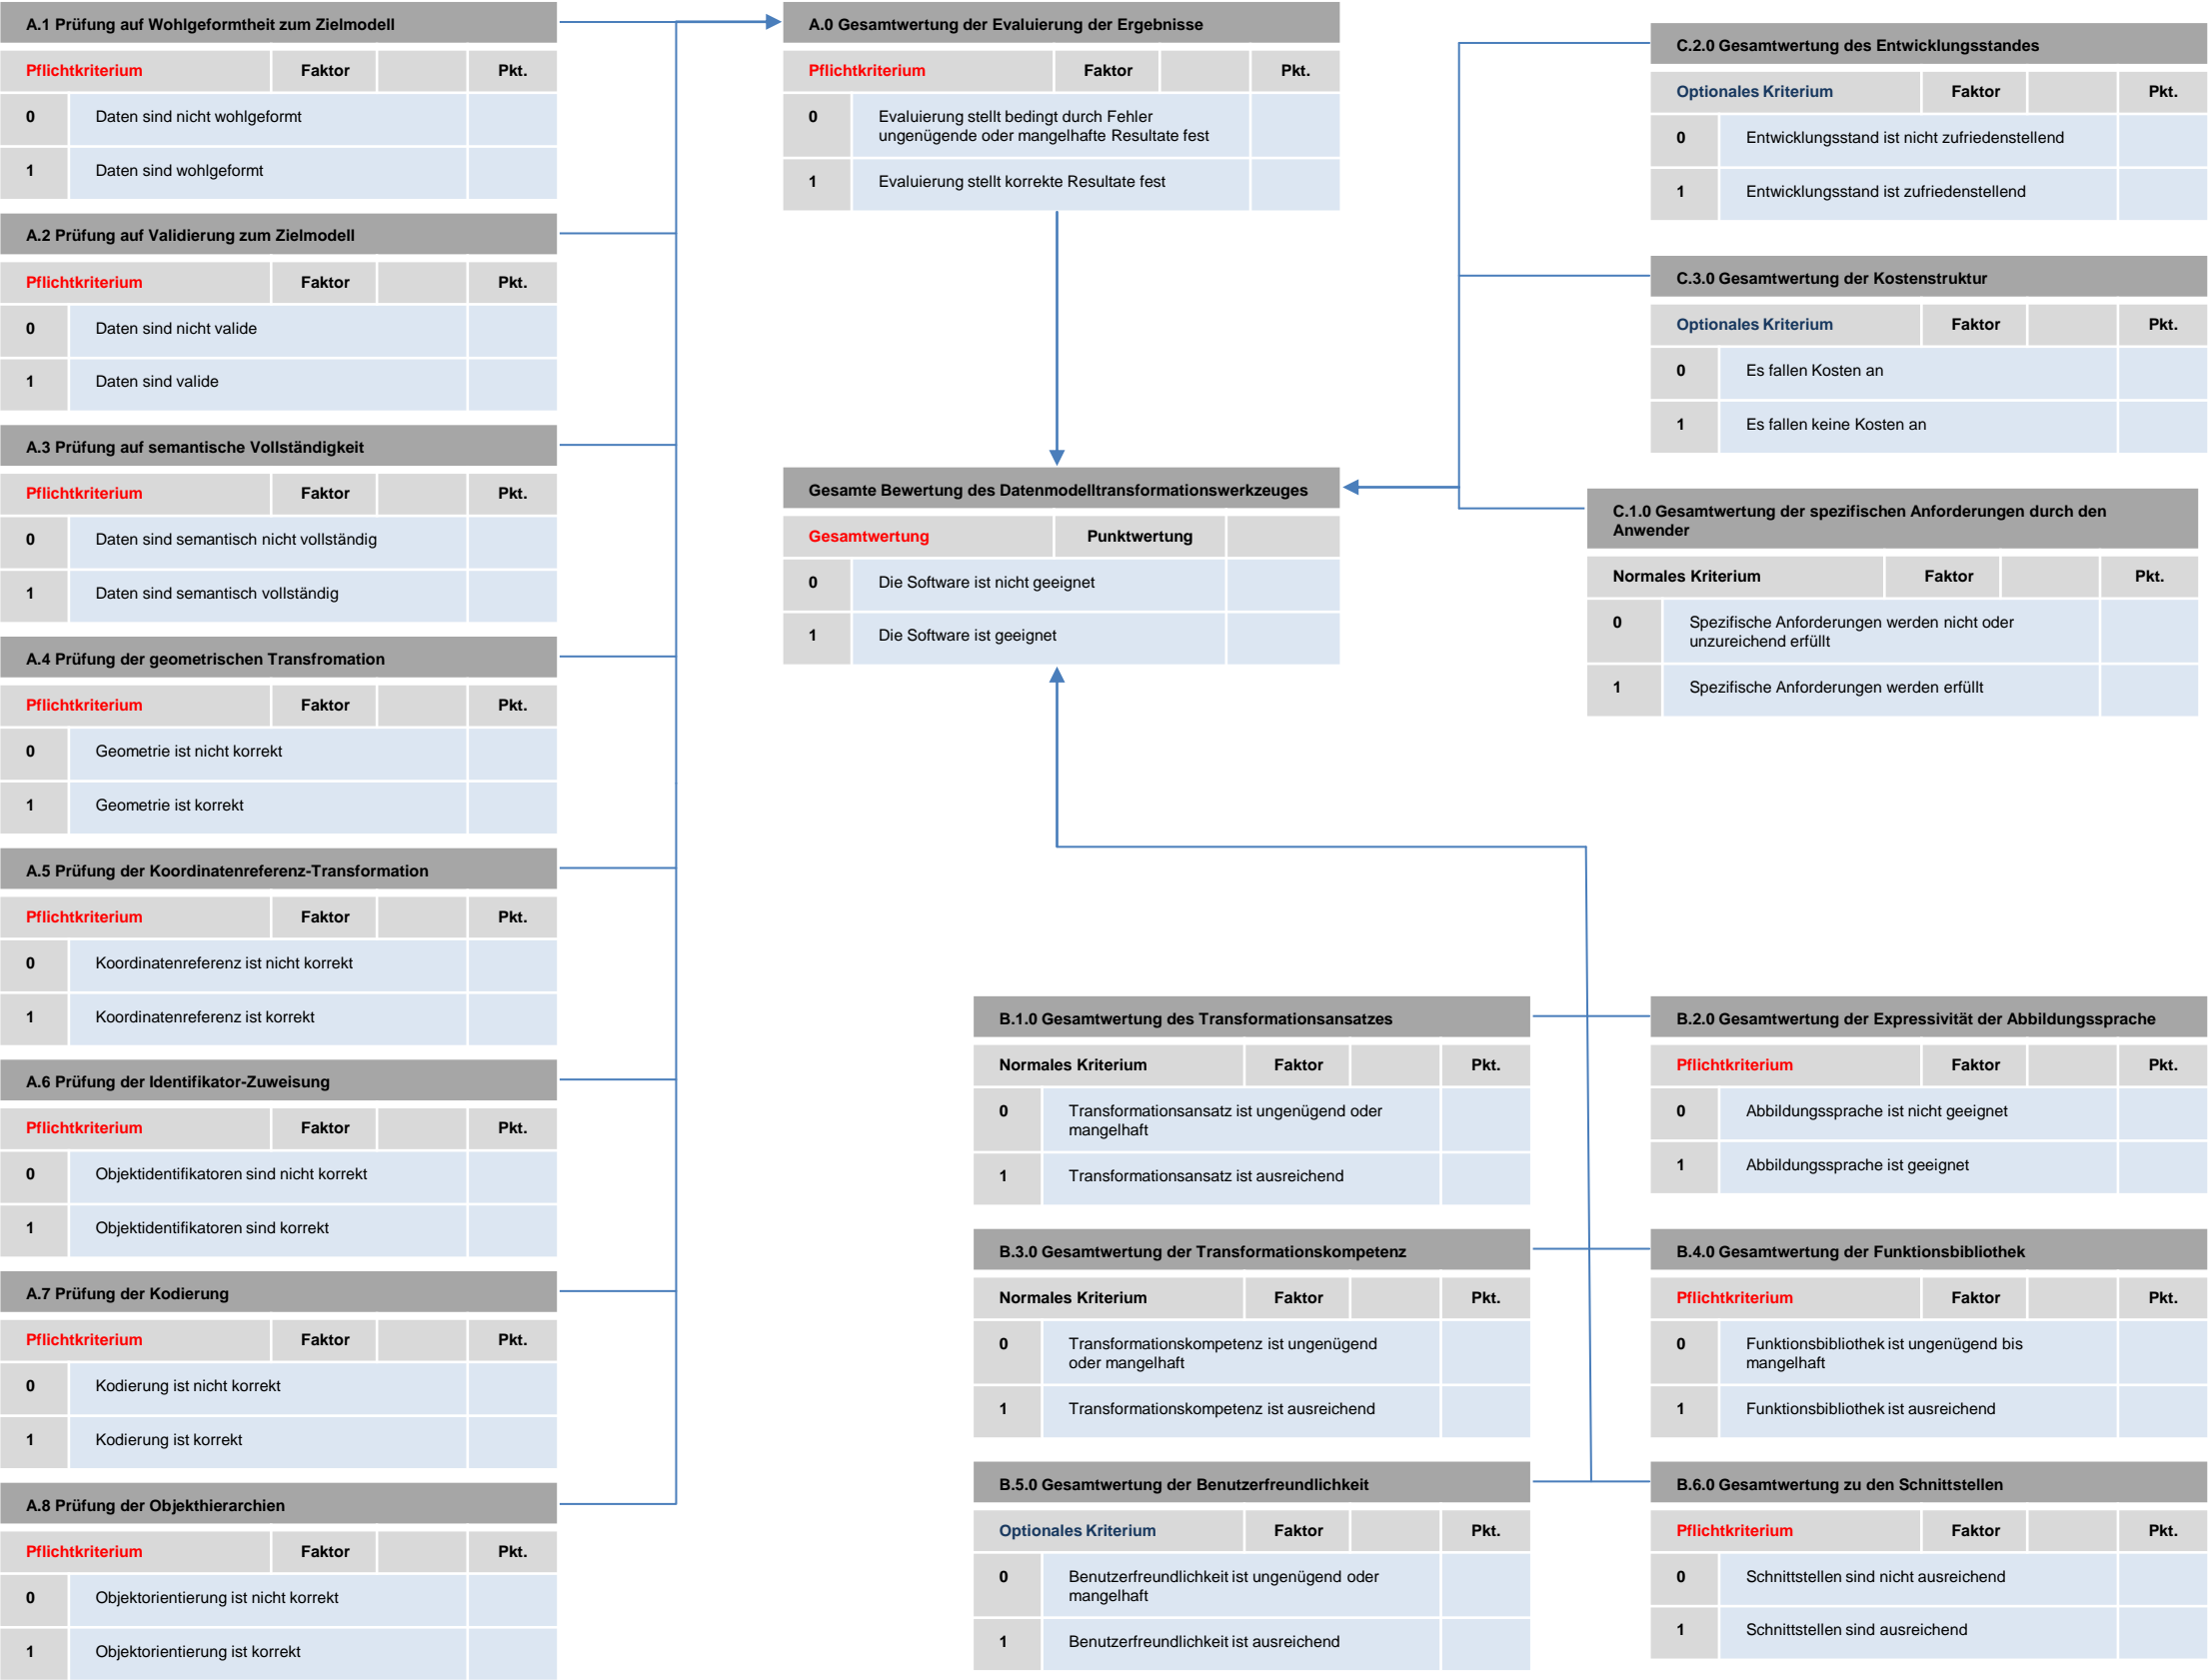 A.1 Prüfung auf Wohlgeformtheit zum Zielmodell
Pflichtkriterium Faktor Pkt.
0 Daten sind nicht wohlgeformt
1 Daten sind wohlgeformt
A.2 Prüfung auf Validierung zum Zielmodell
Pflichtkriterium Faktor Pkt.
0 Daten sind nicht valide
1 Daten sind valide
A.3 Prüfung auf semantische Vollständigkeit
Pflichtkriterium Faktor Pkt.
0 Daten sind semantisch nicht vollständig
1 Daten sind semantisch vollständig
A.4 Prüfung der geometrischen Transfromation
Pflichtkriterium Faktor Pkt.
0 Geometrie ist nicht korrekt
1 Geometrie ist korrekt
A.5 Prüfung der Koordinatenreferenz-Transformation
Pflichtkriterium Faktor Pkt.
0 Koordinatenreferenz ist nicht korrekt
1 Koordinatenreferenz ist korrekt
A.6 Prüfung der Identifikator-Zuweisung
Pflichtkriterium Faktor Pkt.
0 Objektidentifikatoren sind nicht korrekt
1 Objektidentifikatoren sind korrekt
A.7 Prüfung der Kodierung
Pflichtkriterium Faktor Pkt.
0 Kodierung ist nicht korrekt
1 Kodierung ist korrekt
A.8 Prüfung der Objekthierarchien
Pflichtkriterium Faktor Pkt.
0 Objektorientierung ist nicht korrekt
1 Objektorientierung ist korrekt
A.0 Gesamtwertung der Evaluierung der Ergebnisse
Pflichtkriterium Faktor Pkt.
0 Evaluierung stellt bedingt durch Fehler
ungenügende oder mangelhafte Resultate fest
1 Evaluierung stellt korrekte Resultate fest
Gesamte Bewertung des Datenmodelltransformationswerkzeuges
Gesamtwertung Punktwertung
0 Die Software ist nicht geeignet
1 Die Software ist geeignet
C.2.0 Gesamtwertung des Entwicklungsstandes
Optionales Kriterium Faktor Pkt.
0 Entwicklungsstand ist nicht zufriedenstellend
1 Entwicklungsstand ist zufriedenstellend
C.3.0 Gesamtwertung der Kostenstruktur
Optionales Kriterium Faktor Pkt.
0 Es fallen Kosten an
1 Es fallen keine Kosten an
C.1.0 Gesamtwertung der spezifischen Anforderungen durch den
Anwender
Normales Kriterium Faktor Pkt.
0 Spezifische Anforderungen werden nicht oder
unzureichend erfüllt
1 Spezifische Anforderungen werden erfüllt
B.1.0 Gesamtwertung des Transformationsansatzes
Normales Kriterium Faktor Pkt.
0 Transformationsansatz ist ungenügend oder
mangelhaft
1 Transformationsansatz ist ausreichend
B.2.0 Gesamtwertung der Expressivität der Abbildungssprache
Pflichtkriterium Faktor Pkt.
0 Abbildungssprache ist nicht geeignet
1 Abbildungssprache ist geeignet
B.3.0 Gesamtwertung der Transformationskompetenz
Normales Kriterium Faktor Pkt.
0 Transformationskompetenz ist ungenügend
oder mangelhaft
1 Transformationskompetenz ist ausreichend
B.4.0 Gesamtwertung der Funktionsbibliothek
Pflichtkriterium Faktor Pkt.
0 Funktionsbibliothek ist ungenügend bis
mangelhaft
1 Funktionsbibliothek ist ausreichend
B.5.0 Gesamtwertung der Benutzerfreundlichkeit
Optionales Kriterium Faktor Pkt.
0 Benutzerfreundlichkeit ist ungenügend oder
mangelhaft
1 Benutzerfreundlichkeit ist ausreichend
B.6.0 Gesamtwertung zu den Schnittstellen
Pflichtkriterium Faktor Pkt.
0 Schnittstellen sind nicht ausreichend
1 Schnittstellen sind ausreichend